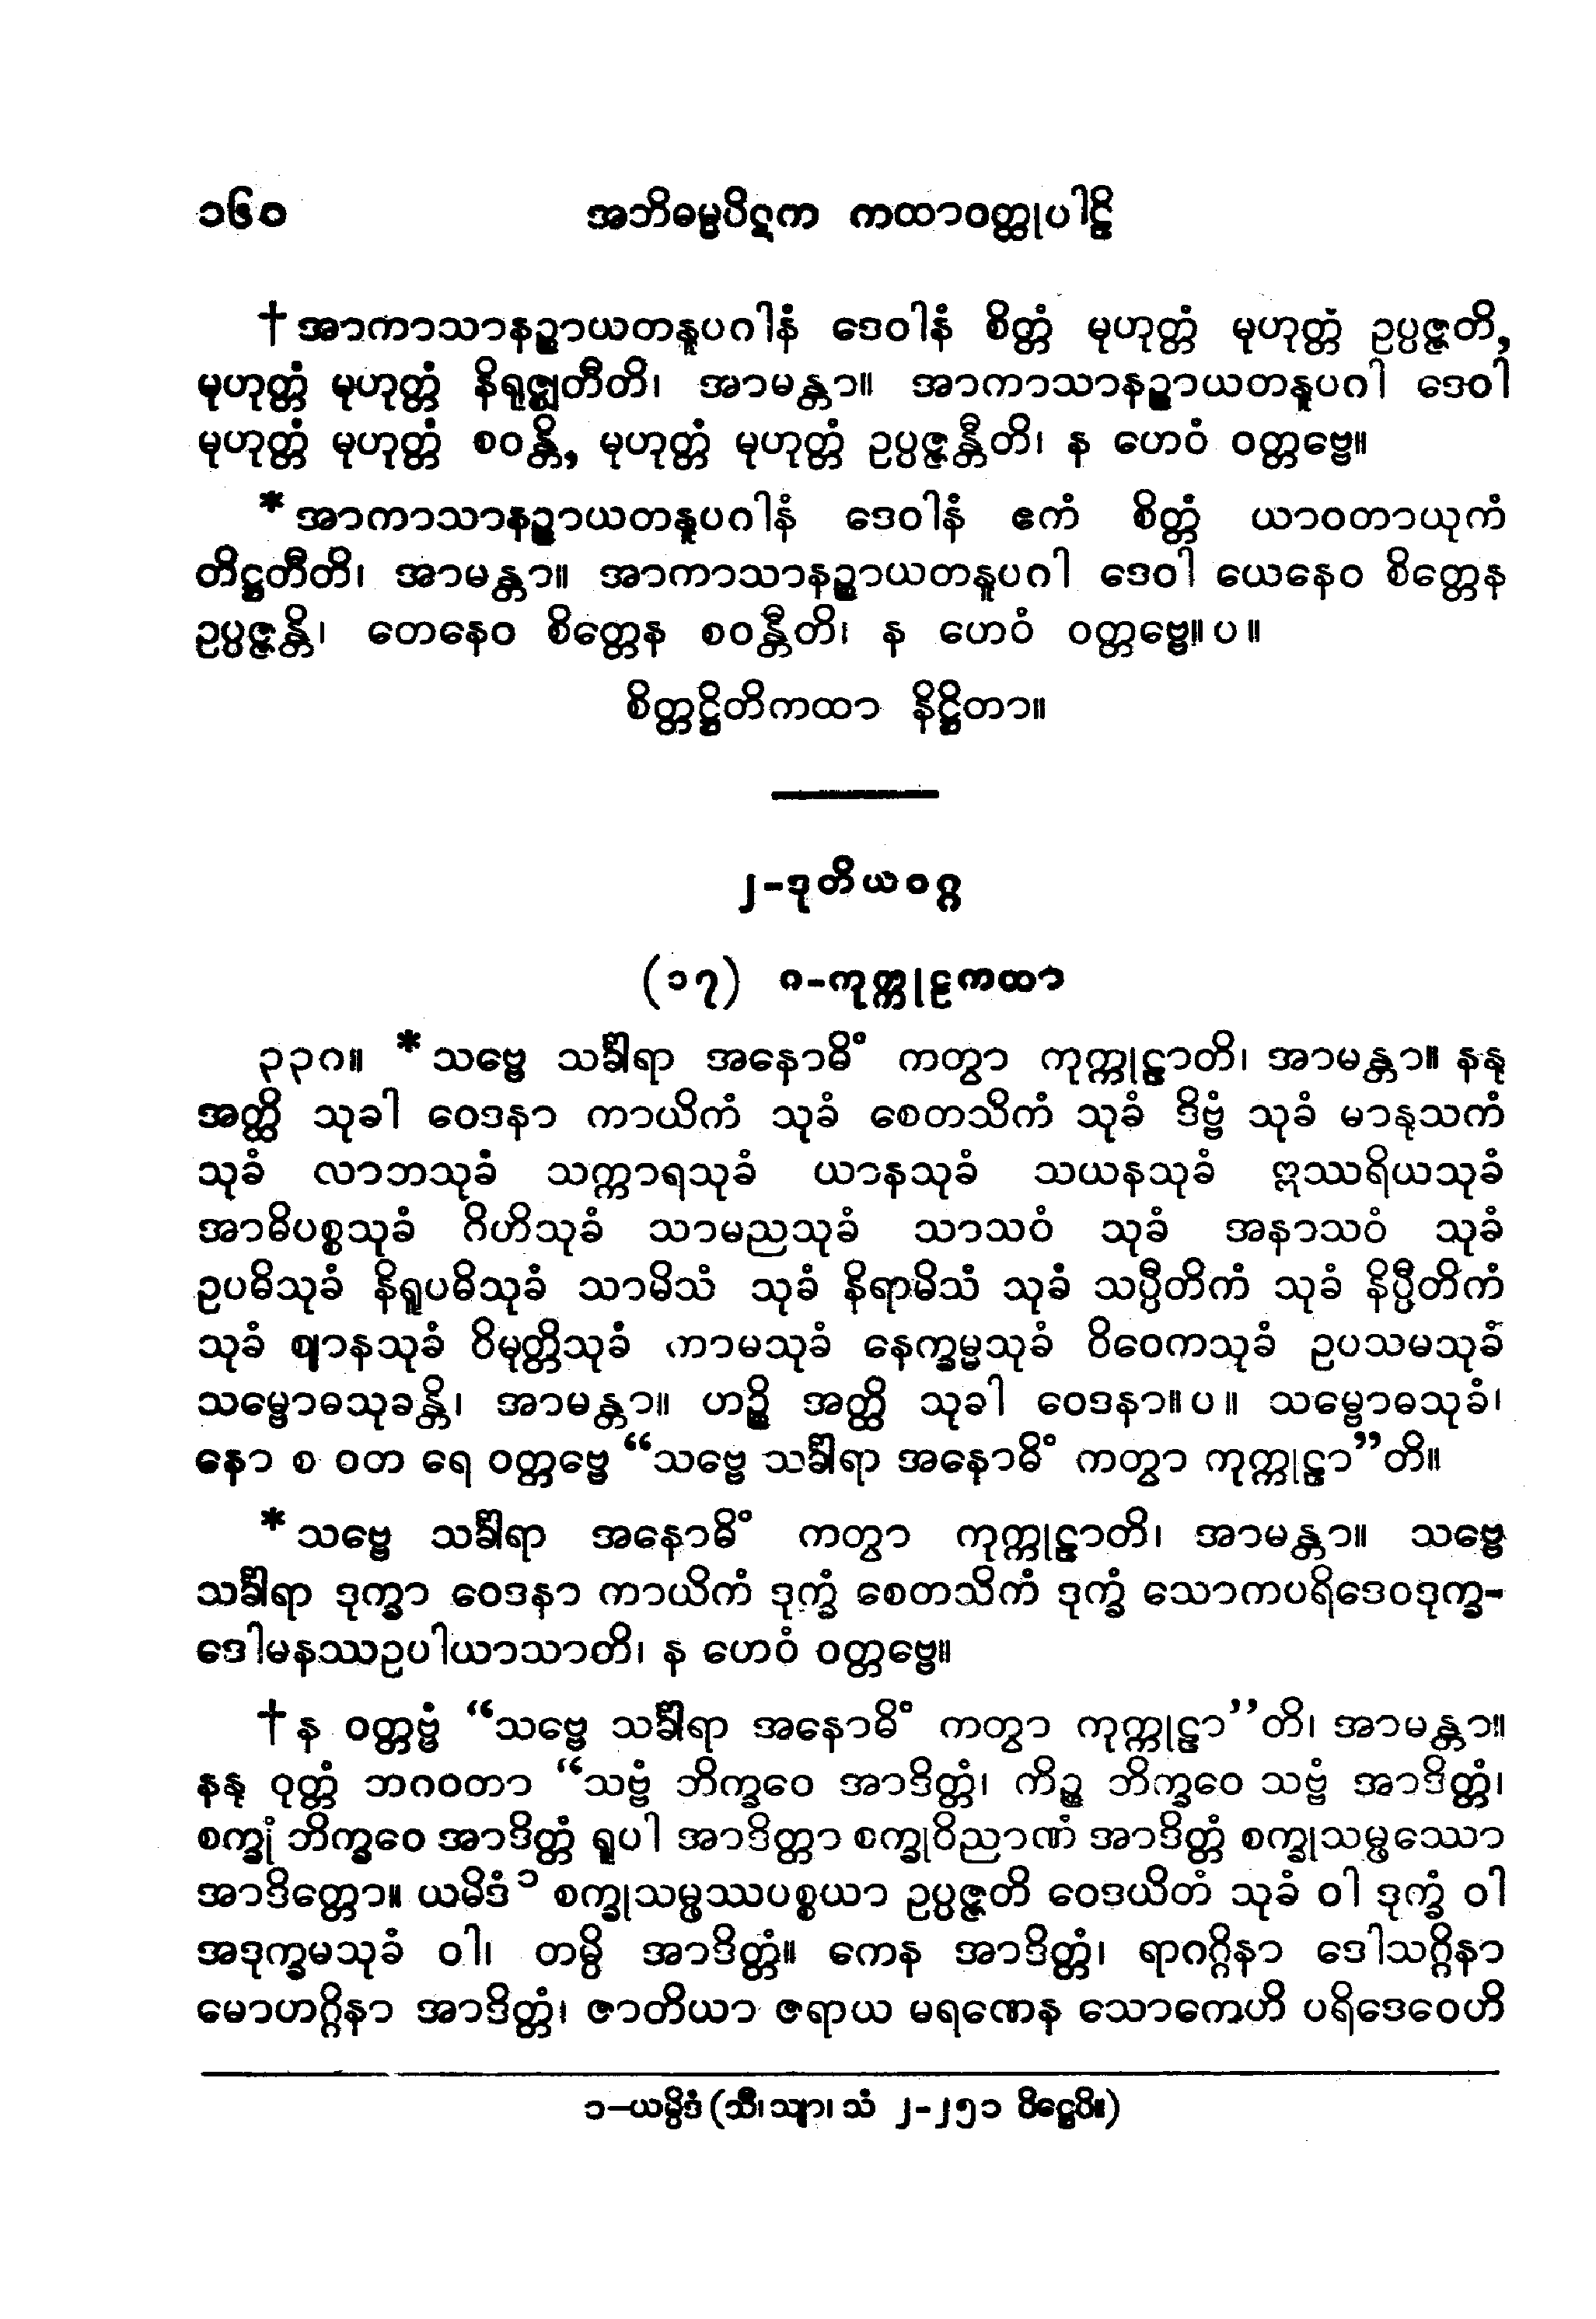 ၁၆၀ အဘိဓမ္မပိဋက ကထာဝတ္ထုပါဠိ
†အာကာသာနဉ္စာယတနူပဂါနံ ဒေဝါနံ စိတ္တံ မုဟုတ္တံ မုဟုတ္တံ ဥပ္ပဇ္ဇတိ,
မုဟုတ္တံ မုဟုတ္တံ နိရုဇ္ဈတီတိ၊ အာမန္တာ။ အာကာသာနဉ္စာယတနူပဂါ ဒေဝါ
မုဟုတ္တံ မုဟုတ္တံ စဝန္တိ, မုဟုတ္တံ မုဟုတ္တံ ဥပ္ပဇ္ဇန္တီတိ၊ န ဟေဝံ ဝတ္တဗ္ဗေ။
*အာကာသာနဉ္စာယတနူပဂါနံ ဒေဝါနံ ဧကံ စိတ္တံ ယာဝတာယုကံ
တိဋ္ဌတီတိ၊ အာမန္တာ။ အာကာသာနဉ္စာယတနူပဂါ ဒေဝါ ယေနေဝ စိတ္တေန
ဥပ္ပဇ္ဇန္တိ၊ တေနေဝ စိတ္တေန စဝန္တီတိ၊ န ဟေဝံ ဝတ္တဗ္ဗေ။ပ။
စိတ္တဋ္ဌိတိကထာ နိဋ္ဌိတာ။
၂-ဒုတိယဝဂ္ဂ
(၁၇) ဂ-ကုက္ကုဠကထာ
၃၃၈။ *သဗ္ဗေ သင်္ခါရာ အနောဓိံ ကတွာ ကုက္ကုဠာတိ၊ အာမန္တာ။ နနု
အတ္ထိ သုခါ ဝေဒနာ ကာယိကံ သုခံ စေတသိကံ သုခံ ဒိဗ္ဗံ သုခံ မာနုသကံ
သုခံ လာဘသုခံ သက္ကာရသုခံ ယာနသုခံ သယနသုခံ ဣဿရိယသုခံ
အာဓိပစ္စသုခံ ဂိဟိသုခံ သာမညသုခံ သာသဝံ သုခံ အနာသဝံ သုခံ
ဥပဓိသုခံ နိရူပဓိသုခံ သာမိသံ သုခံ နိရာမိသံ သုခံ သပ္ပီတိကံ သုခံ နိပ္ပီတိကံ
သုခံ ဈာနသုခံ ဝိမုတ္တိသုခံ ကာမသုခံ နေက္ခမ္မသုခံ ဝိဝေကသုခံ ဥပသမသုခံ
သမ္ဗောဓသုခန္တိ၊ အာမန္တာ။ ဟဉ္စိ အတ္ထိ သုခါ ဝေဒနာ။ပ။ သမ္ဗောဓသုခံ၊
နော စ ဝတ ရေ ဝတ္တဗ္ဗေ “သဗ္ဗေ သင်္ခါရာ အနောဓိံ ကတွာ ကုက္ကုဠာ”တိ။
*သဗ္ဗေ သင်္ခါရာ အနောဓိံ ကတွာ ကုက္ကုဠာတိ၊ အာမန္တာ။ သဗ္ဗေ
သင်္ခါရာ ဒုက္ခာ ဝေဒနာ ကာယိကံ ဒုက္ခံ စေတသိကံ ဒုက္ခံ သောကပရိဒေဝဒုက္ခ-
ဒေါမနဿဥပါယာသာတိ၊ န ဟေဝံ ဝတ္တဗ္ဗေ။
†န ဝတ္တဗ္ဗံ “သဗ္ဗေ သင်္ခါရာ အနောဓိံ ကတွာ ကုက္ကုဠာ”တိ၊ အာမန္တာ။
နနု ဝုတ္တံ ဘဂဝတာ “သဗ္ဗံ ဘိက္ခဝေ အာဒိတ္တံ၊ ကိဉ္စ ဘိက္ခဝေ သဗ္ဗံ အာဒိတ္တံ၊
စက္ခုံ ဘိက္ခဝေ အာဒိတ္တံ ရူပါ အာဒိတ္တာ စက္ခုဝိညာဏံ အာဒိတ္တံ စက္ခုသမ္ဖဿော
အာဒိတ္တော။ ယမိဒံ၁ စက္ခုသမ္ဖဿပစ္စယာ ဥပ္ပဇ္ဇတိ ဝေဒယိတံ သုခံ ဝါ ဒုက္ခံ ဝါ
အဒုက္ခမသုခံ ဝါ၊ တမ္ပိ အာဒိတ္တံ။ ကေန အာဒိတ္တံ၊ ရာဂဂ္ဂိနာ ဒေါသဂ္ဂိနာ
မောဟဂ္ဂိနာ အာဒိတ္တံ၊ ဇာတိယာ ဇရာယ မရဏေန သောကေဟိ ပရိဒေဝေဟိ
၁-ယမ္ပိဒံ (သီ၊ သျာ၊ သံ ၂-၂၅၁ ပိဋ္ဌေပိ။)